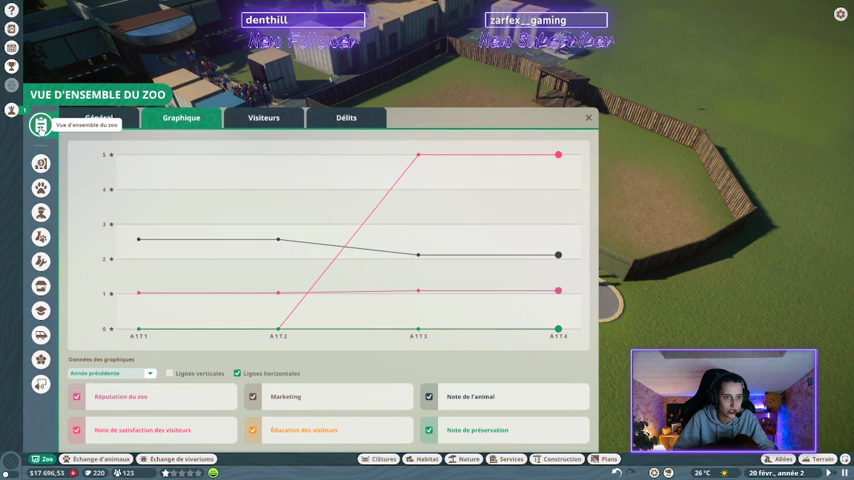 denthill
zarfex__gaming
New Follower
New Subscriber
VUE D'ENSEMBLE DU ZOO
Général
Graphique
Visiteurs
Délits
1
Vue d'ensemble du zoo
5
4
3
2
1
0
A1T1
A1T2
A1T3
A1T4
Données des graphiques
Année précédente
Lignes verticales
Lignes horizontales
Réputation du zoo
Marketing
Note de l'animal
Note de satisfaction des visiteurs
Éducation des visiteurs
Note de préservation
Zoo
Échange d'animaux
Échange de vivariums
Clôtures
Habitat
Nature
Services
Construction
Plans
Allées
Terrain
$17 696,53
220
123
26 °C
20 févr., année 2